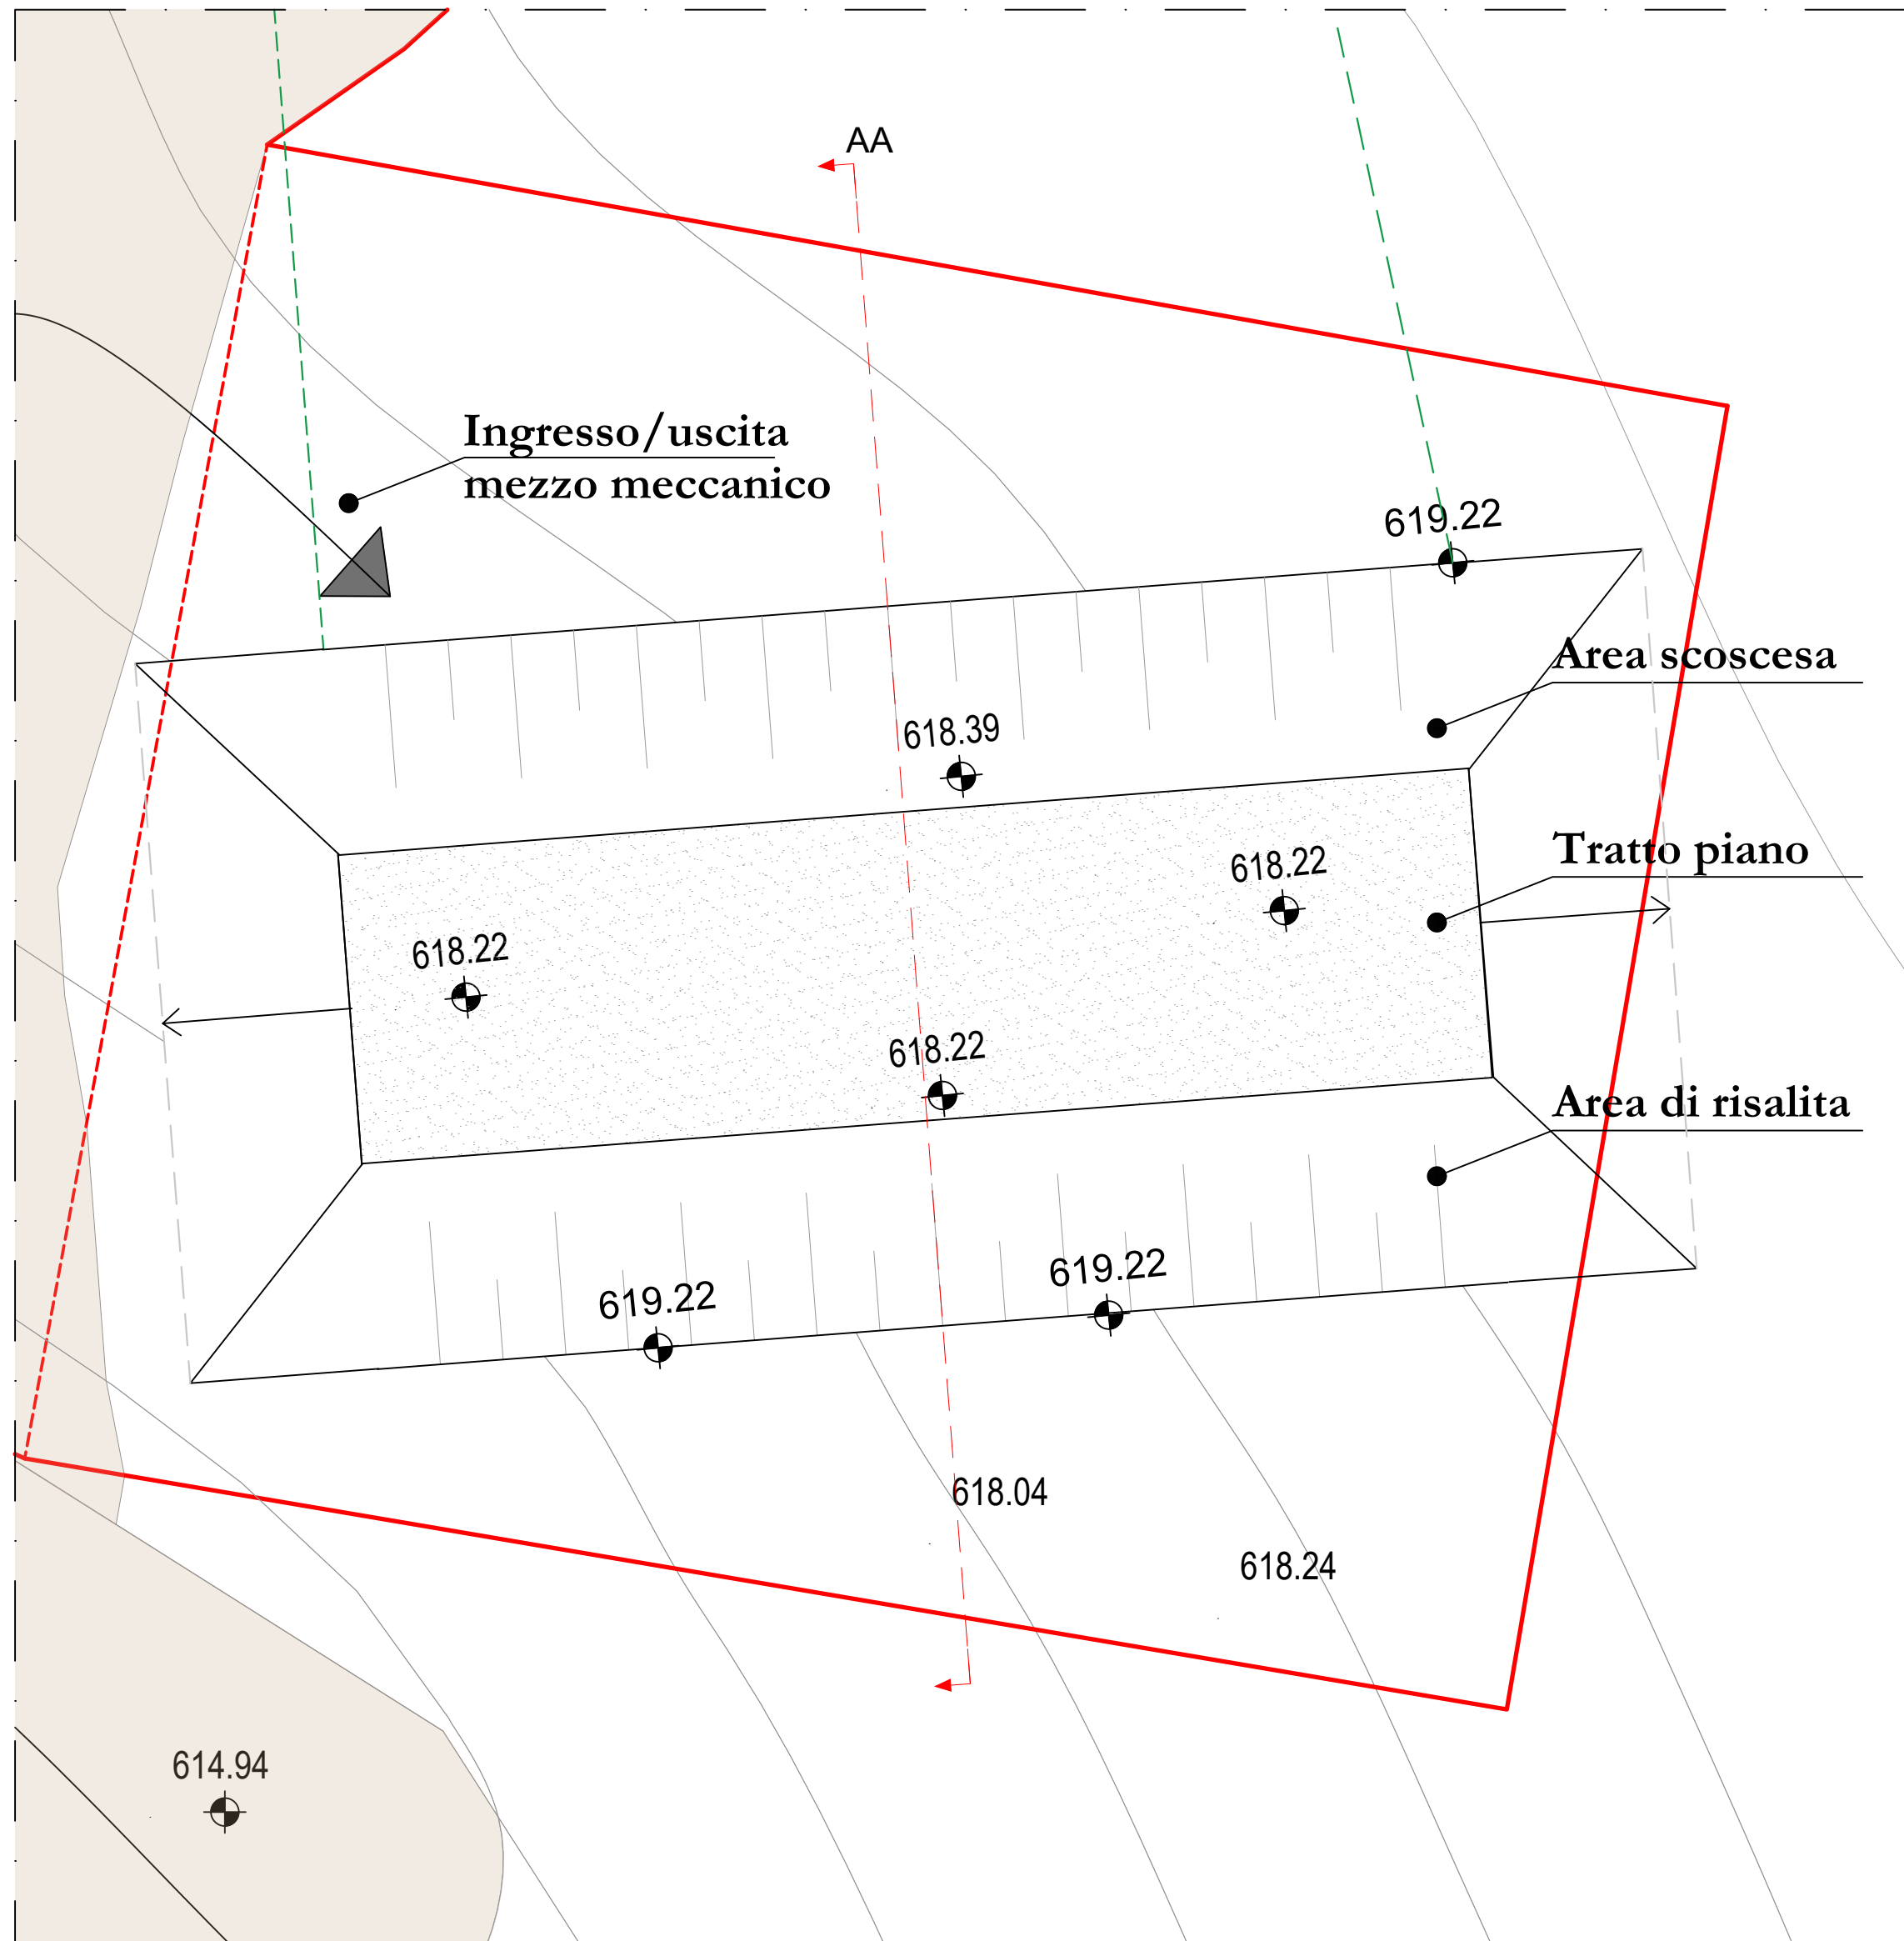 AA
Ingresso/uscita
mezzo meccanico
619.22
Area scoscesa
618.39
Tratto piano
618.22
618.22
618.22
Area di risalita
619.22
619.22
618.04
618.24
614.94